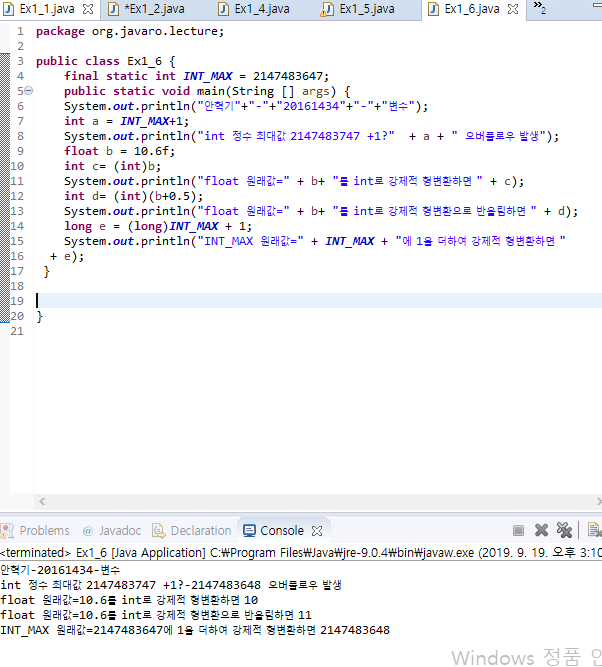 Ex1_1.java *Ex1_2.java Ex1_4.java Ex1_5.java Ex1_6.java »2
1 package org.javaro.lecture;
2
3 public class Ex1_6 {
4 final static int INT_MAX = 2147483647;
5 public static void main(String [] args) {
6 System.out.println("안혁기"+"-"+"20161434"+"-"+"변수");
7 int a = INT_MAX+1;
8 System.out.println("int 정수 최대값 2147483747 +1?" + a + " 오버플로우 발생");
9 float b = 10.6f;
10 int c= (int)b;
11 System.out.println("float 원래값=" + b+ "를 int로 강제적 형변환하면 " + c);
12 int d= (int)(b+0.5);
13 System.out.println("float 원래값=" + b+ "를 int로 강제적 형변환으로 반올림하면 " + d);
14 long e = (long)INT_MAX + 1;
15 System.out.println("INT_MAX 원래값=" + INT_MAX + "에 1을 더하여 강제적 형변환하면 "
16 + e);
17 }
18
19
20 }
21
Problems @ Javadoc Declaration Console
<terminated> Ex1_6 [Java Application] C:₩Program Files₩Java₩jre-9.0.4₩bin₩javaw.exe (2019. 9. 19. 오후 3:10
안혁기-20161434-변수
int 정수 최대값 2147483747 +1?-2147483648 오버플로우 발생
float 원래값=10.6를 int로 강제적 형변환하면 10
float 원래값=10.6를 int로 강제적 형변환으로 반올림하면 11
INT_MAX 원래값=2147483647에 1을 더하여 강제적 형변환하면 2147483648
Windows 정품